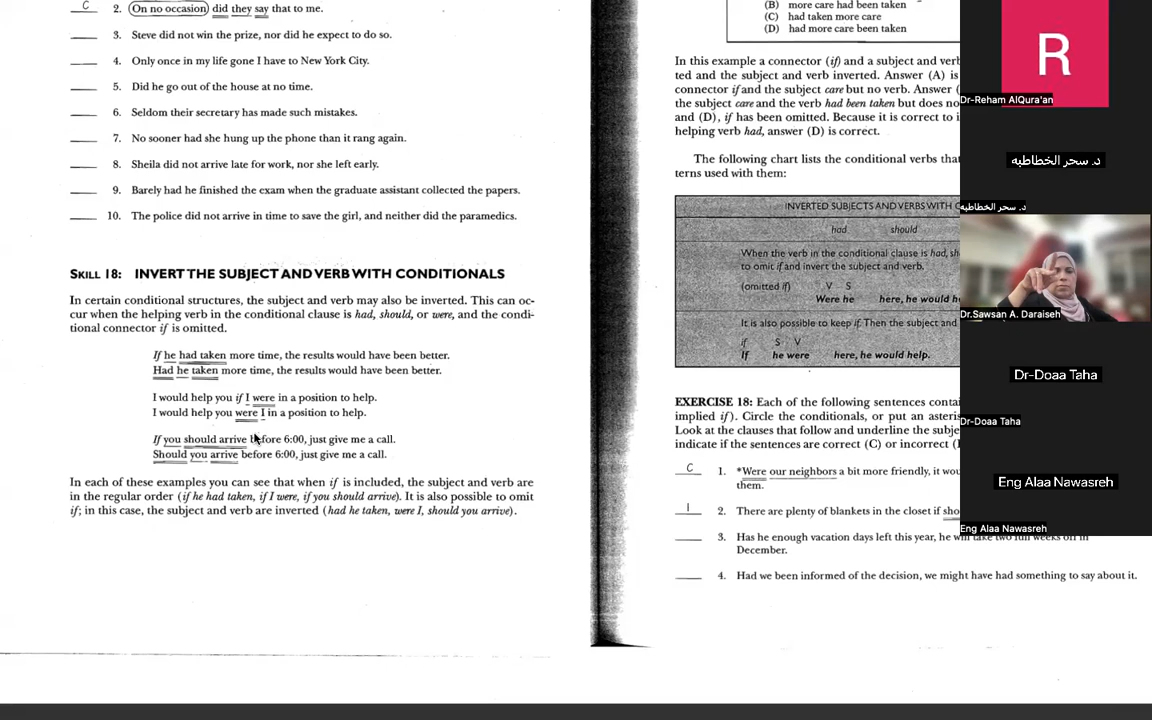 C 2. On no occasion did they say that to me.
3. Steve did not win the prize, nor did he expect to do so.
4. Only once in my life gone I have to New York City.
5. Did he go out of the house at no time.
6. Seldom their secretary has made such mistakes.
7. No sooner had she hung up the phone than it rang again.
8. Sheila did not arrive late for work, nor she left early.
9. Barely had he finished the exam when the graduate assistant collected the papers.
10. The police did not arrive in time to save the girl, and neither did the paramedics.
SKILL 18: INVERT THE SUBJECT AND VERB WITH CONDITIONALS
In certain conditional structures, the subject and verb may also be inverted. This can oc-
cur when the helping verb in the conditional clause is had, should, or were, and the condi-
tional connector if is omitted.
If he had taken more time, the results would have been better.
Had he taken more time, the results would have been better.
I would help you if I were in a position to help.
I would help you were I in a position to help.
If you should arrive before 6:00, just give me a call.
Should you arrive before 6:00, just give me a call.
In each of these examples you can see that when if is included, the subject and verb are
in the regular order (if he had taken, if I were, if you should arrive). It is also possible to omit
if; in this case, the subject and verb are inverted (had he taken, were I, should you arrive).
(B) more care had been taken
(C) had taken more care
(D) had more care been taken
In this example a connector (if) and a subject and verb
ted and the subject and verb inverted. Answer (A) is
connector if and the subject care but no verb. Answer (
the subject care and the verb had been taken but does no
and (D), if has been omitted. Because it is correct to i
helping verb had, answer (D) is correct.
The following chart lists the conditional verbs tha
terns used with them:
INVERTED SUBJECTS AND VERBS WITH C
had should
When the verb in the conditional clause is had, sh
to omit if and invert the subject and verb.
(omitted if) V S
Were he here, he would h
It is also possible to keep if. Then the subject and
if S V
If he were here, he would help.
EXERCISE 18: Each of the following sentences conta
implied if). Circle the conditionals, or put an asteris
Look at the clauses that follow and underline the subje
indicate if the sentences are correct (C) or incorrect (I
C 1. *Were our neighbors a bit more friendly, it wou
them.
I 2. There are plenty of blankets in the closet if sho
3. Has he enough vacation days left this year, he will take two full weeks off in
December.
4. Had we been informed of the decision, we might have had something to say about it.
R
Dr-Reham AlQura'an
د. سحر الخطاطبه
د. سحر الخطاطبه
Dr.Sawsan A. Daraiseh
Dr-Doaa Taha
Dr-Doaa Taha
Eng Alaa Nawasreh
Eng Alaa Nawasreh